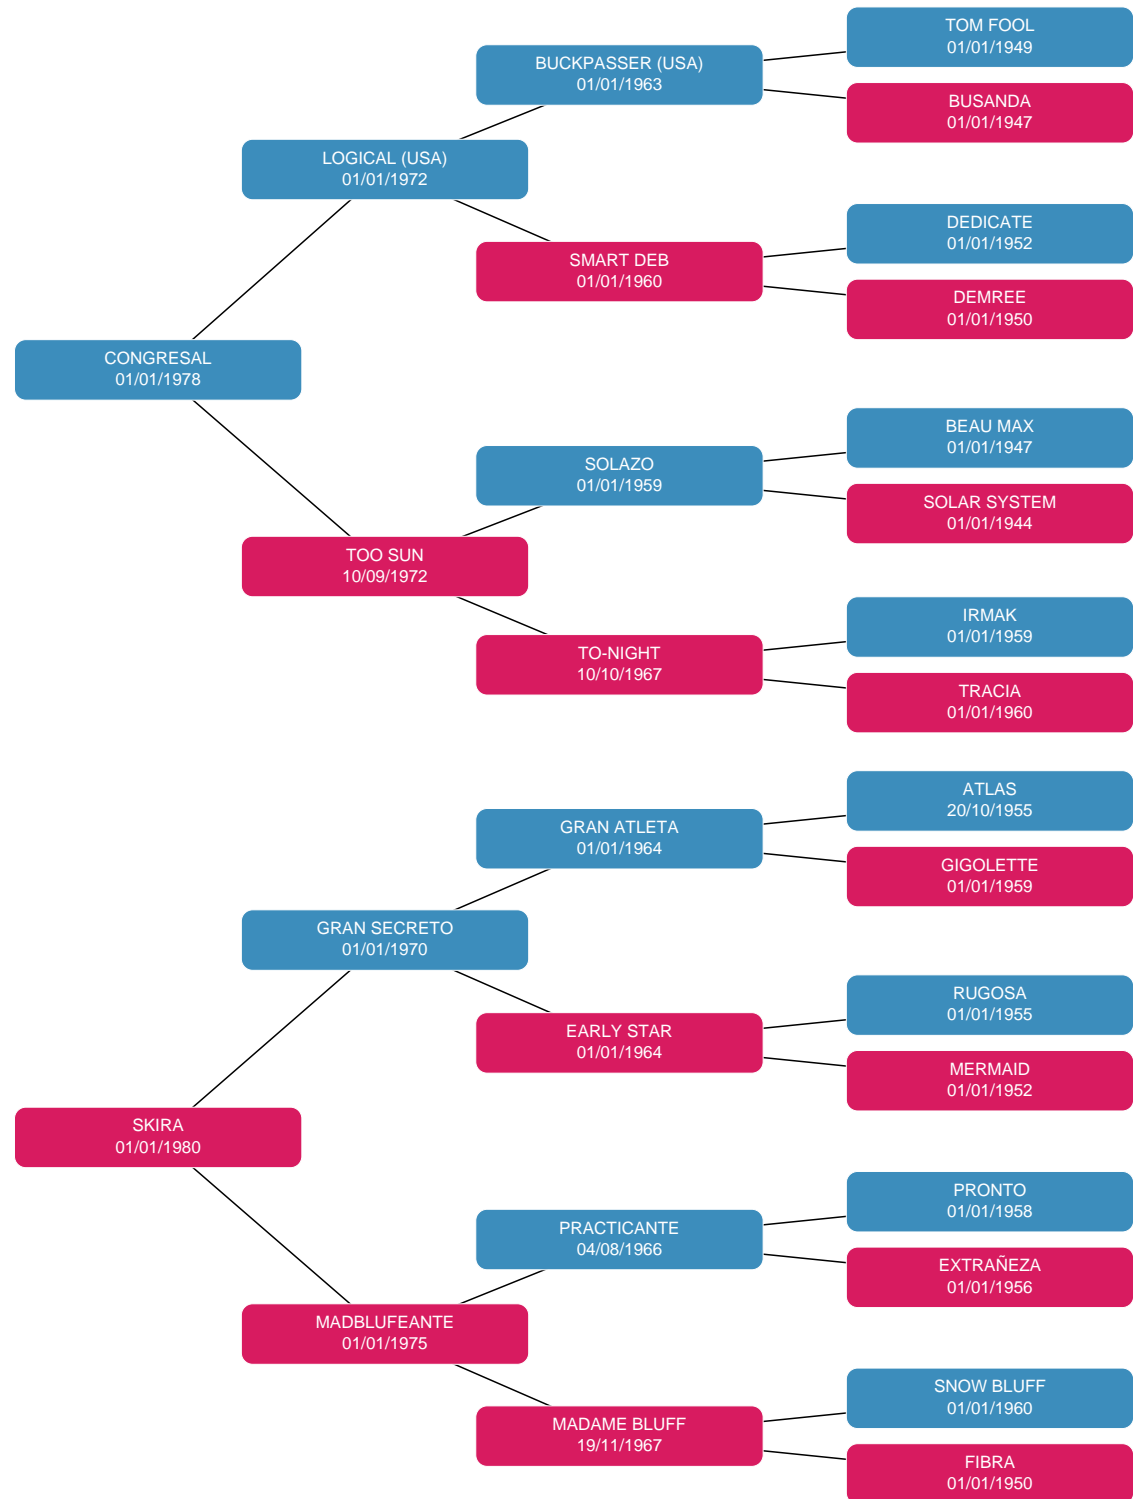 TOM FOOL
01/01/1949
BUCKPASSER (USA)
01/01/1963
BUSANDA
01/01/1947
LOGICAL (USA)
01/01/1972
DEDICATE
01/01/1952
SMART DEB
01/01/1960
DEMREE
01/01/1950
CONGRESAL
01/01/1978
BEAU MAX
01/01/1947
SOLAZO
01/01/1959
SOLAR SYSTEM
01/01/1944
TOO SUN
10/09/1972
IRMAK
01/01/1959
TO-NIGHT
10/10/1967
TRACIA
01/01/1960
ATLAS
20/10/1955
GRAN ATLETA
01/01/1964
GIGOLETTE
01/01/1959
GRAN SECRETO
01/01/1970
RUGOSA
01/01/1955
EARLY STAR
01/01/1964
MERMAID
01/01/1952
SKIRA
01/01/1980
PRONTO
01/01/1958
PRACTICANTE
04/08/1966
EXTRAÑEZA
01/01/1956
MADBLUFEANTE
01/01/1975
SNOW BLUFF
01/01/1960
MADAME BLUFF
19/11/1967
FIBRA
01/01/1950